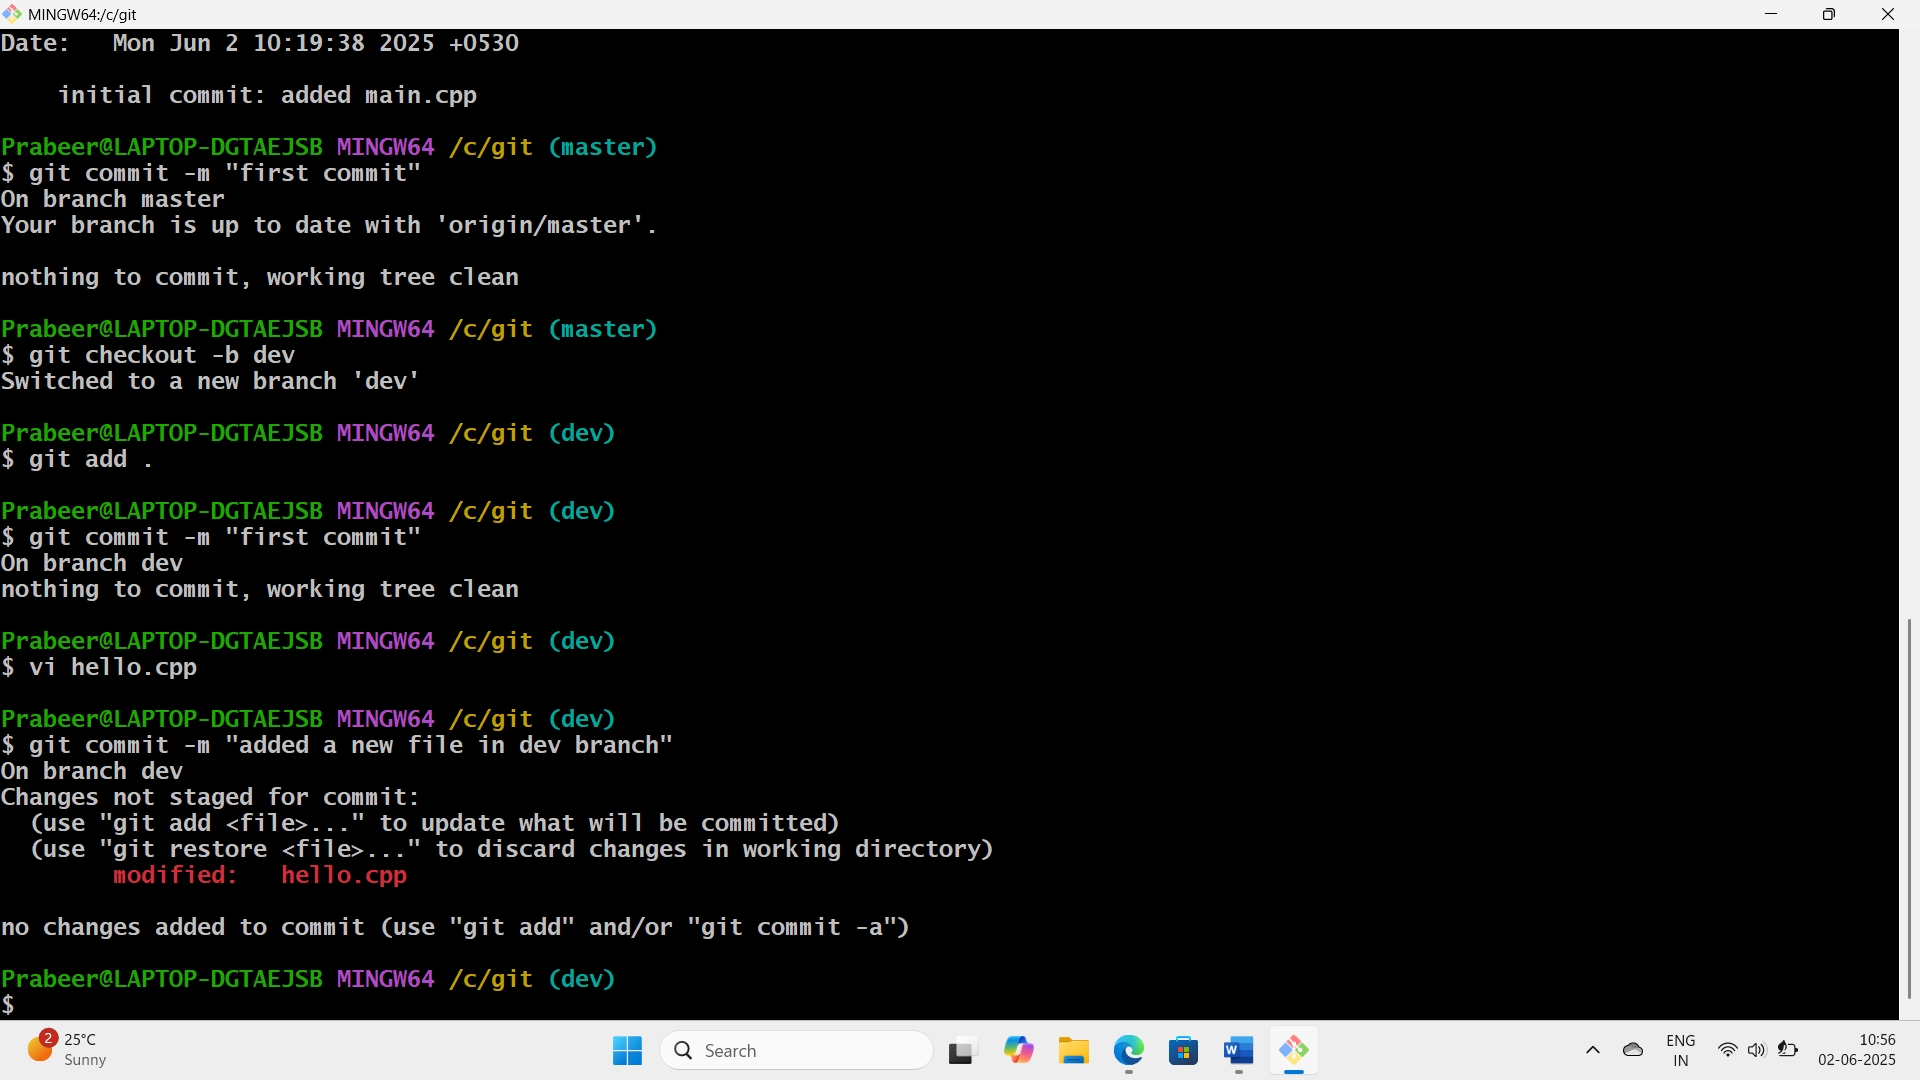 MINGW64:/c/git
Date:   Mon Jun 2 10:19:38 2025 +0530
    initial commit: added main.cpp
Prabeer@LAPTOP-DGTAEJSB MINGW64 /c/git (master)
$ git commit -m "first commit"
On branch master
Your branch is up to date with 'origin/master'.
nothing to commit, working tree clean
Prabeer@LAPTOP-DGTAEJSB MINGW64 /c/git (master)
$ git checkout -b dev
Switched to a new branch 'dev'
Prabeer@LAPTOP-DGTAEJSB MINGW64 /c/git (dev)
$ git add .
Prabeer@LAPTOP-DGTAEJSB MINGW64 /c/git (dev)
$ git commit -m "first commit"
On branch dev
nothing to commit, working tree clean
Prabeer@LAPTOP-DGTAEJSB MINGW64 /c/git (dev)
$ vi hello.cpp
Prabeer@LAPTOP-DGTAEJSB MINGW64 /c/git (dev)
$ git commit -m "added a new file in dev branch"
On branch dev
Changes not staged for commit:
  (use "git add <file>..." to update what will be committed)
  (use "git restore <file>..." to discard changes in working directory)
        modified:   hello.cpp
no changes added to commit (use "git add" and/or "git commit -a")
Prabeer@LAPTOP-DGTAEJSB MINGW64 /c/git (dev)
$
2
25°C
Sunny
Search
W
ENG
IN
10:56
02-06-2025